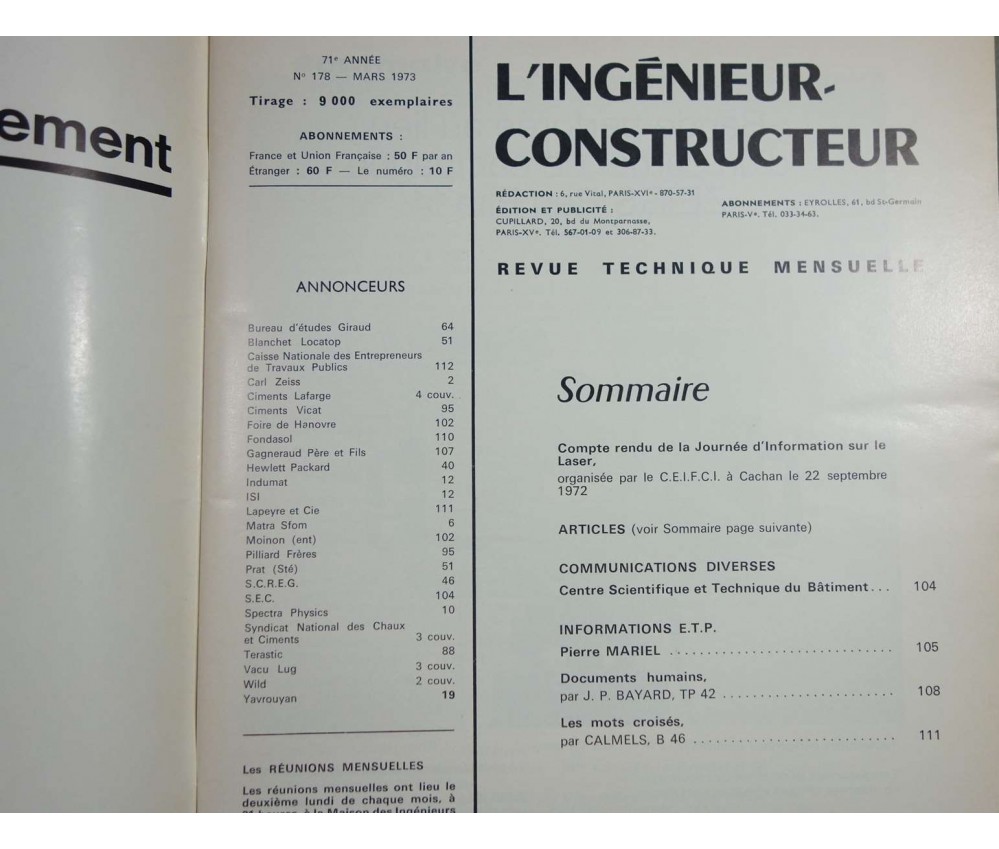 ement
71e ANNÉE
No 178 — MARS 1973
Tirage : 9 000 exemplaires
ABONNEMENTS :
France et Union Française : 50 F par an
Étranger : 60 F — Le numéro : 10 F
ANNONCEURS
Bureau d'études Giraud 64
Blanchet Locatop 51
Caisse Nationale des Entrepreneurs
de Travaux Publics 112
Carl Zeiss 2
Ciments Lafarge 4 couv.
Ciments Vicat 95
Foire de Hanovre 102
Fondasol 110
Gagneraud Père et Fils 107
Hewlett Packard 40
Indumat 12
ISI 12
Lapeyre et Cie 111
Matra Sfom 6
Moinon (ent) 102
Pilliard Frères 95
Prat (Sté) 51
S.C.R.E.G. 46
S.E.C. 104
Spectra Physics 10
Syndicat National des Chaux
et Ciments 3 couv.
Terastic 88
Vacu Lug 3 couv.
Wild 2 couv.
Yavrouyan 19
Les RÉUNIONS MENSUELLES
Les réunions mensuelles ont lieu le
deuxième lundi de chaque mois, à
21 heures, à la Maison des Ingénieurs
L'INGÉNIEUR-
CONSTRUCTEUR
RÉDACTION : 6, rue Vital, PARIS-XVIe - 870-57-31
ÉDITION ET PUBLICITÉ :
CUPILLARD, 20, bd du Montparnasse,
PARIS-XVe. Tél. 567-01-09 et 306-87-33.
ABONNEMENTS : EYROLLES, 61, bd St-Germain
PARIS-Ve. Tél. 033-34-63.
REVUE TECHNIQUE MENSUELLE
Sommaire
Compte rendu de la Journée d'Information sur le
Laser,
organisée par le C.E.I.F.C.I. à Cachan le 22 septembre
1972
ARTICLES (voir Sommaire page suivante)
COMMUNICATIONS DIVERSES
Centre Scientifique et Technique du Bâtiment... 104
INFORMATIONS E.T.P.
Pierre MARIEL .............................. 105
Documents humains,
par J. P. BAYARD, TP 42 ....................... 108
Les mots croisés,
par CALMELS, B 46 ........................... 111